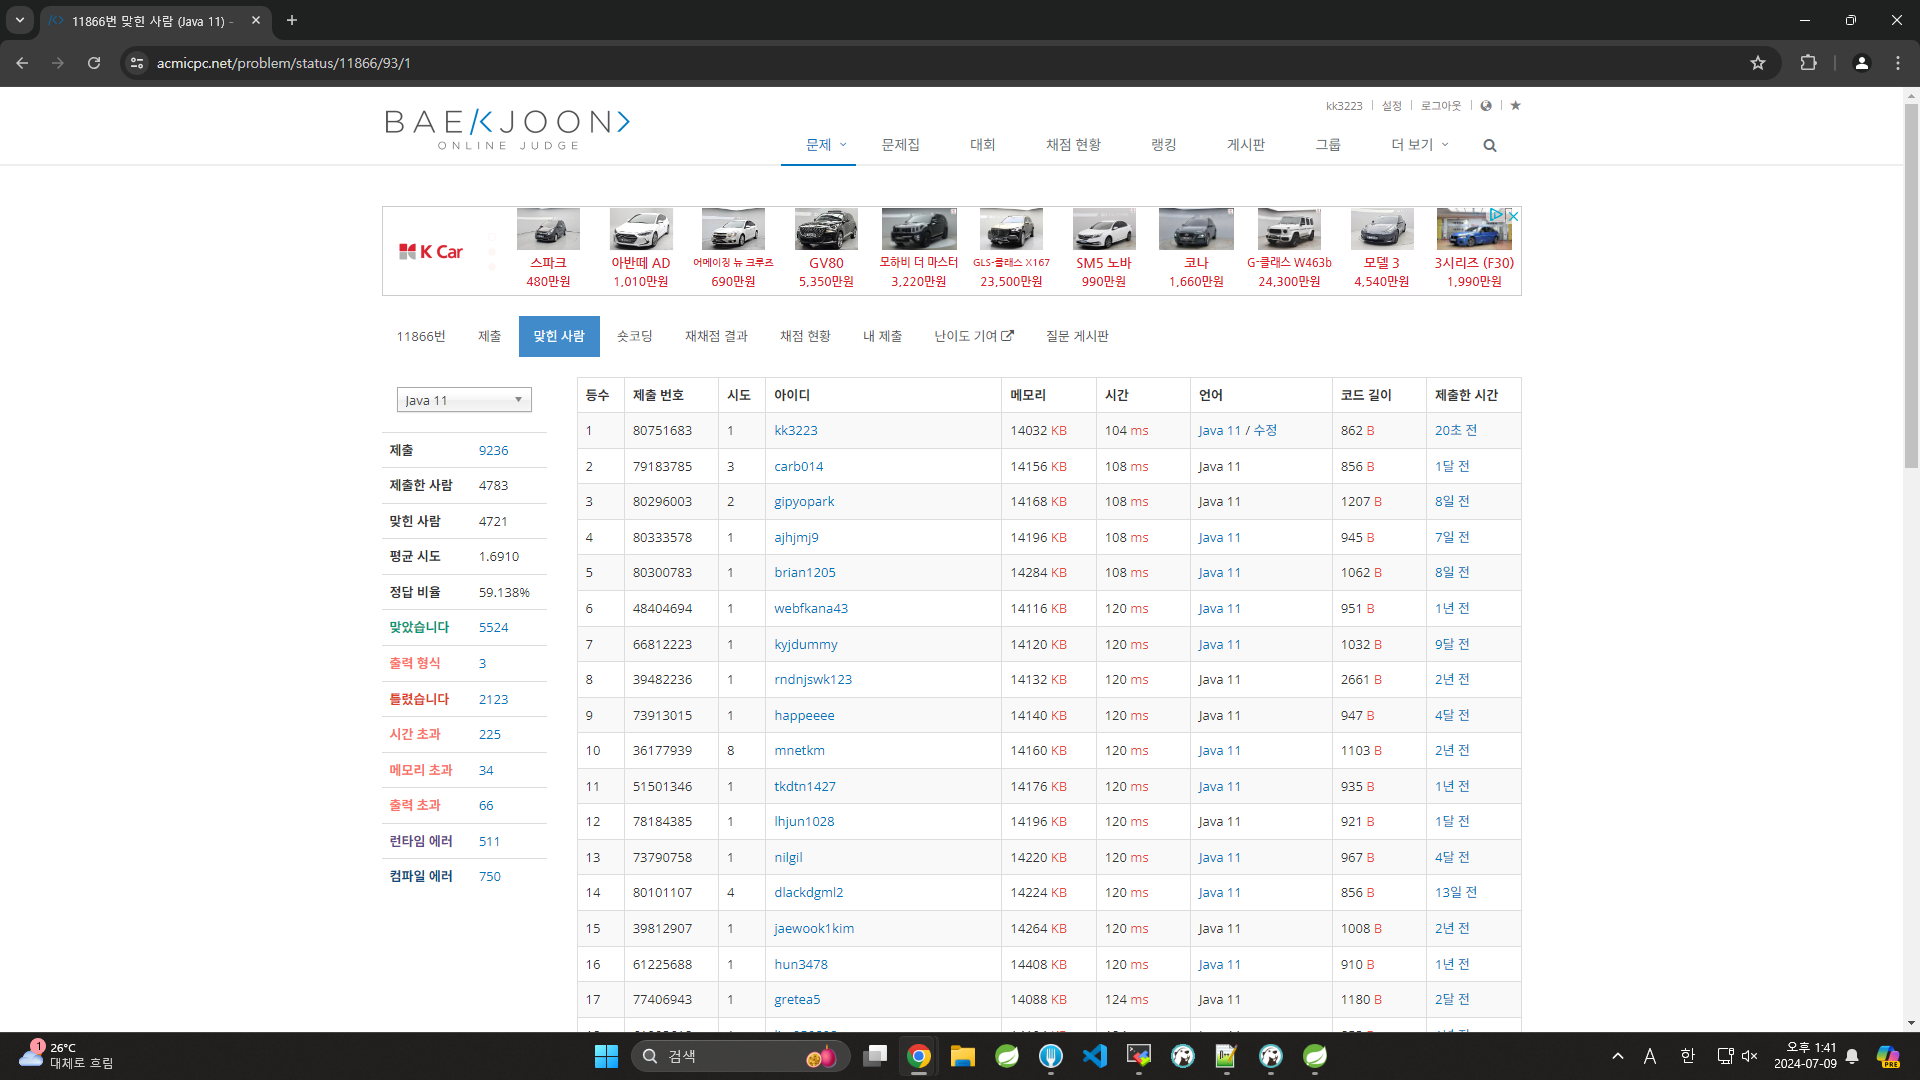 11866번 맞힌 사람 (Java 11) -
acmicpc.net/problem/status/11866/93/1
kk3223 설정 로그아웃
BAEKJOON>
ONLINE JUDGE
문제 문제집 대회 채점 현황 랭킹 게시판 그룹 더 보기
K Car
스파크 아반떼 AD 어메이징 뉴 크루즈 GV80 모하비 더 마스터 GLS-클래스 X167 SM5 노바 코나 G-클래스 W463b 모델 3 3시리즈 (F30)
480만원 1,010만원 690만원 5,350만원 3,220만원 23,500만원 990만원 1,660만원 24,300만원 4,540만원 1,990만원
11866번 제출 맞힌 사람 숏코딩 재채점 결과 채점 현황 내 제출 난이도 기여 질문 게시판
Java 11
제출 9236
제출한 사람 4783
맞힌 사람 4721
평균 시도 1.6910
정답 비율 59.138%
맞았습니다 5524
출력 형식 3
틀렸습니다 2123
시간 초과 225
메모리 초과 34
출력 초과 66
런타임 에러 511
컴파일 에러 750
등수 제출 번호 시도 아이디 메모리 시간 언어 코드 길이 제출한 시간
1 80751683 1 kk3223 14032 KB 104 ms Java 11 / 수정 862 B 20초 전
2 79183785 3 carb014 14156 KB 108 ms Java 11 856 B 1달 전
3 80296003 2 gipyopark 14168 KB 108 ms Java 11 1207 B 8일 전
4 80333578 1 ajhjmj9 14196 KB 108 ms Java 11 945 B 7일 전
5 80300783 1 brian1205 14284 KB 108 ms Java 11 1062 B 8일 전
6 48404694 1 webfkana43 14116 KB 120 ms Java 11 951 B 1년 전
7 66812223 1 kyjdummy 14120 KB 120 ms Java 11 1032 B 9달 전
8 39482236 1 rndnjswk123 14132 KB 120 ms Java 11 2661 B 2년 전
9 73913015 1 happeeee 14140 KB 120 ms Java 11 947 B 4달 전
10 36177939 8 mnetkm 14160 KB 120 ms Java 11 1103 B 2년 전
11 51501346 1 tkdtn1427 14176 KB 120 ms Java 11 935 B 1년 전
12 78184385 1 lhjun1028 14196 KB 120 ms Java 11 921 B 1달 전
13 73790758 1 nilgil 14220 KB 120 ms Java 11 967 B 4달 전
14 80101107 4 dlackdgml2 14224 KB 120 ms Java 11 856 B 13일 전
15 39812907 1 jaewook1kim 14264 KB 120 ms Java 11 1008 B 2년 전
16 61225688 1 hun3478 14408 KB 120 ms Java 11 910 B 1년 전
17 77406943 1 gretea5 14088 KB 124 ms Java 11 1180 B 2달 전
1
26°C
대체로 흐림
검색
A 한
오후 1:41
2024-07-09
PRE